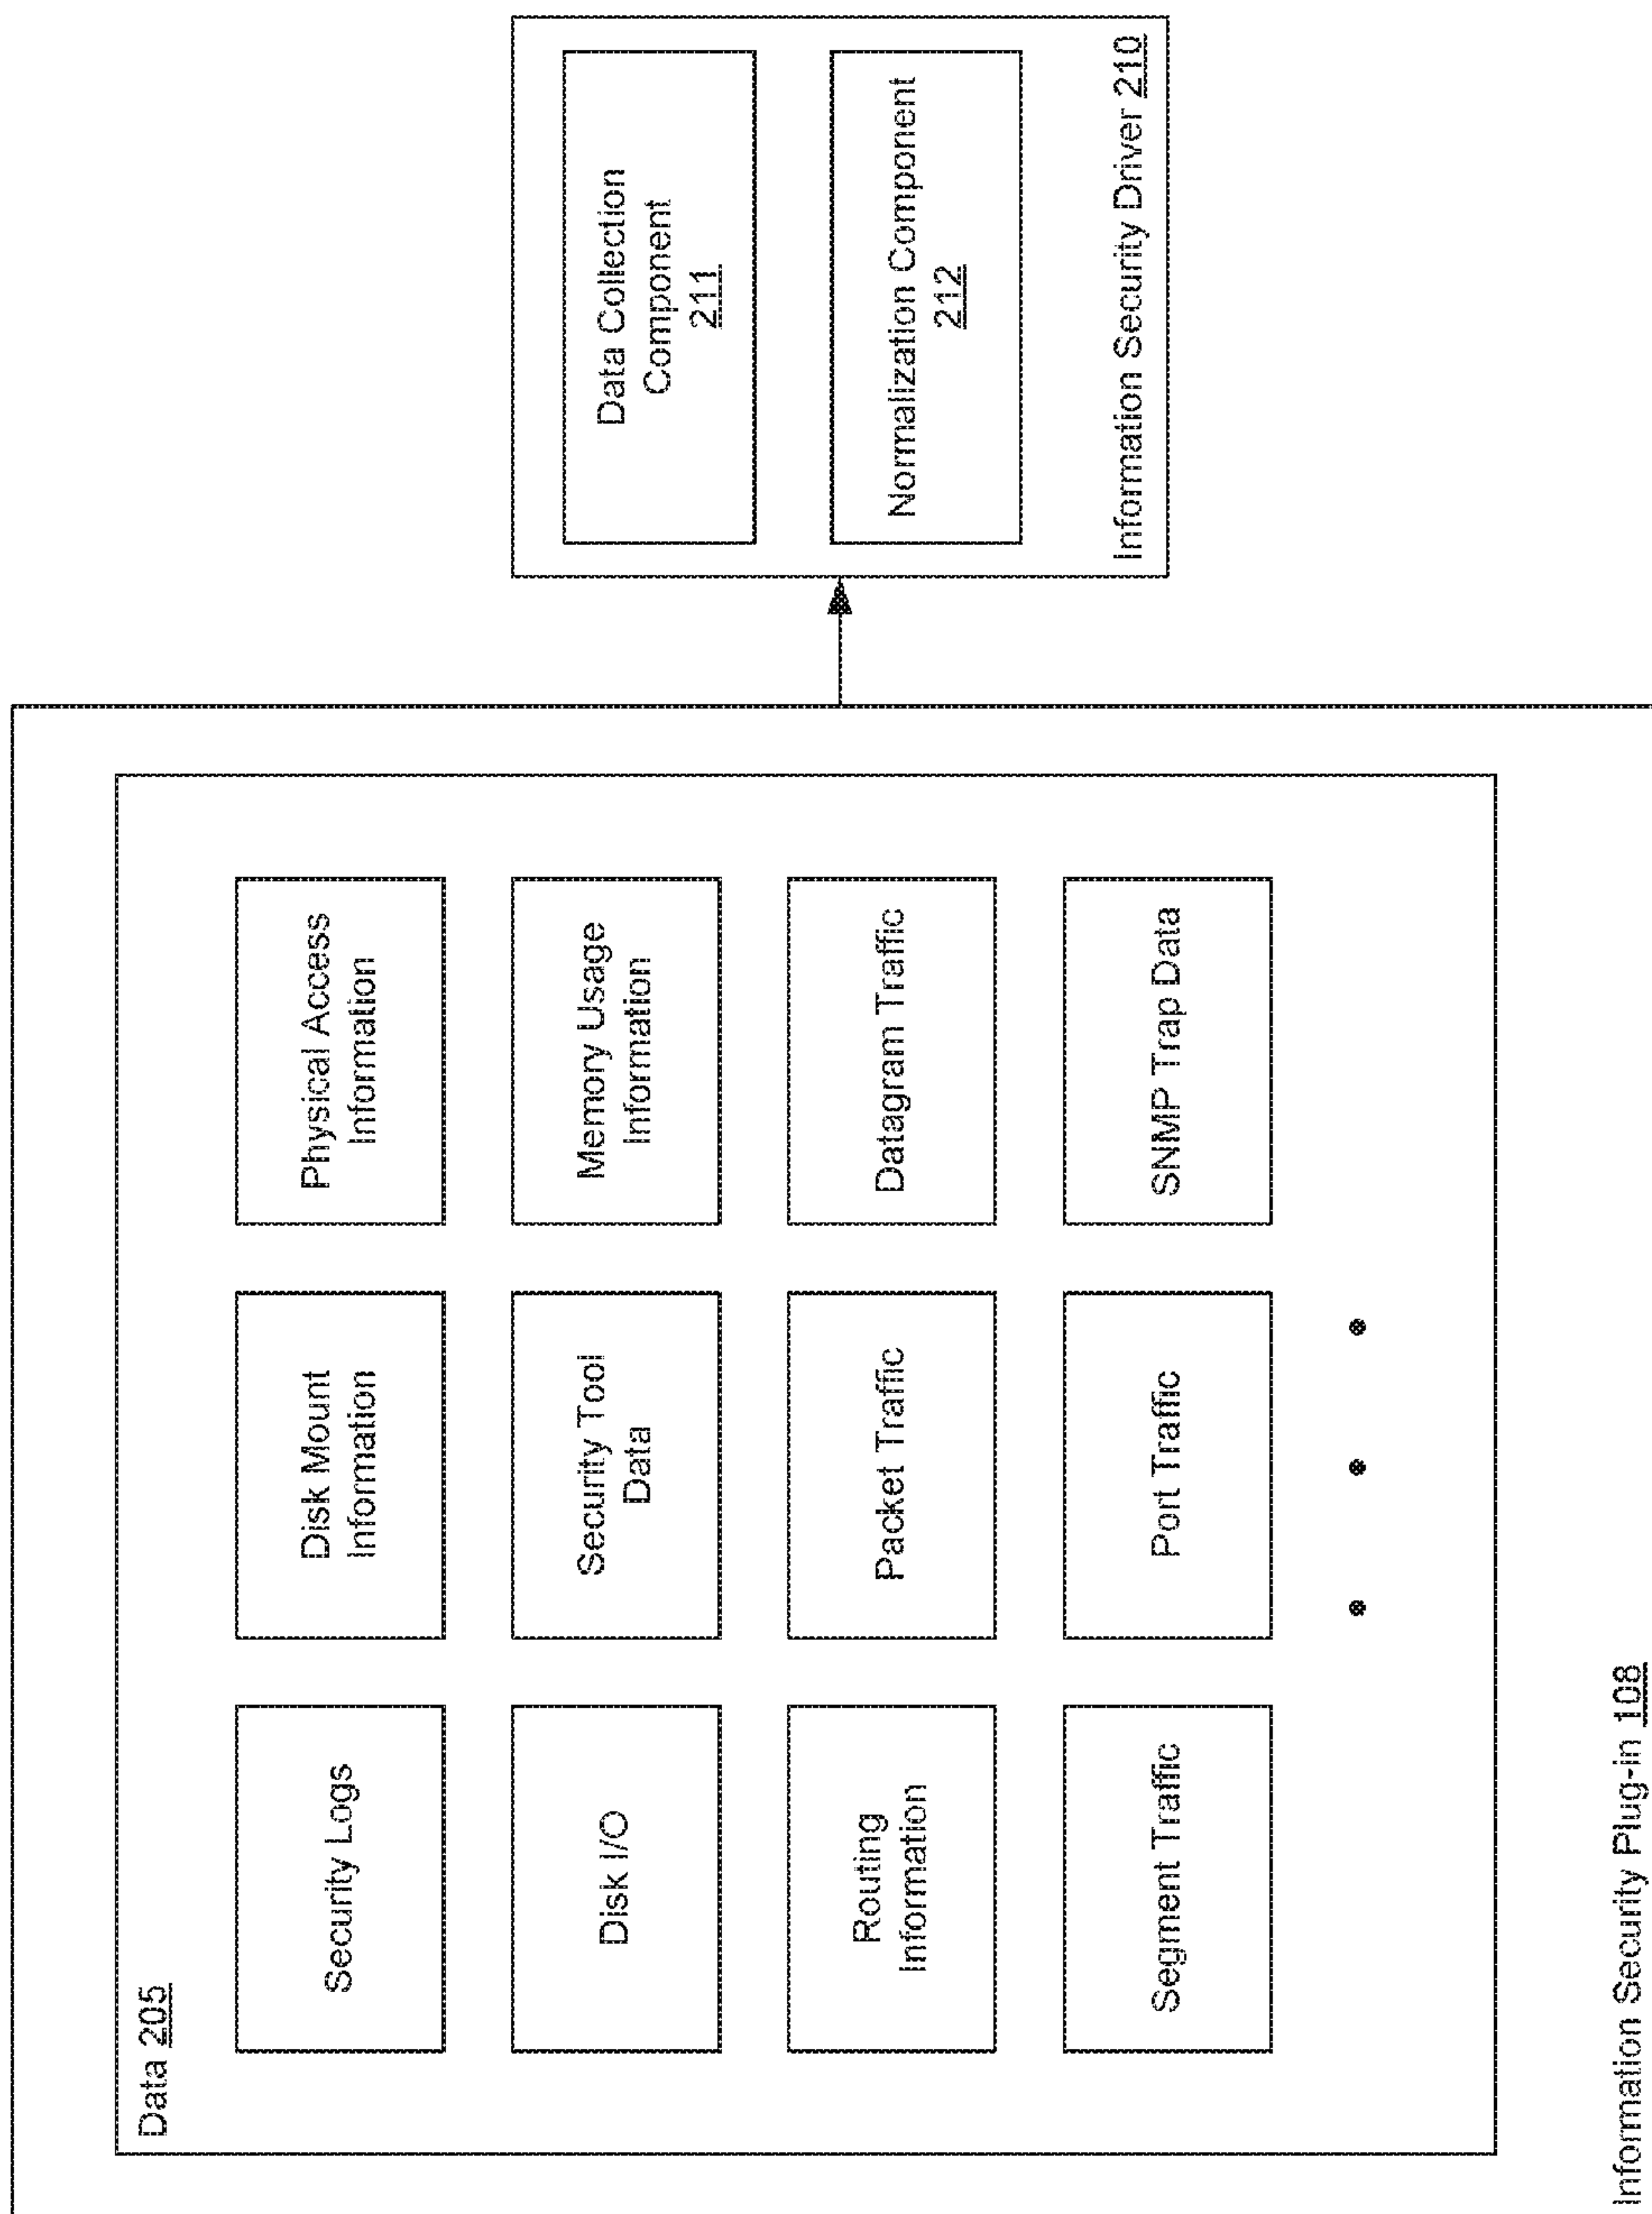 Data 205
Security Logs
Disk Mount
Information
Physical Access
Information
Disk I/O
Security Tool
Data
Memory Usage
Information
Routing
Information
Packet Traffic
Datagram Traffic
Segment Traffic
Port Traffic
SNMP Trap Data
Information Security Plug-in 108
Data Collection
Component
211
Normalization Component
212
Information Security Driver 210